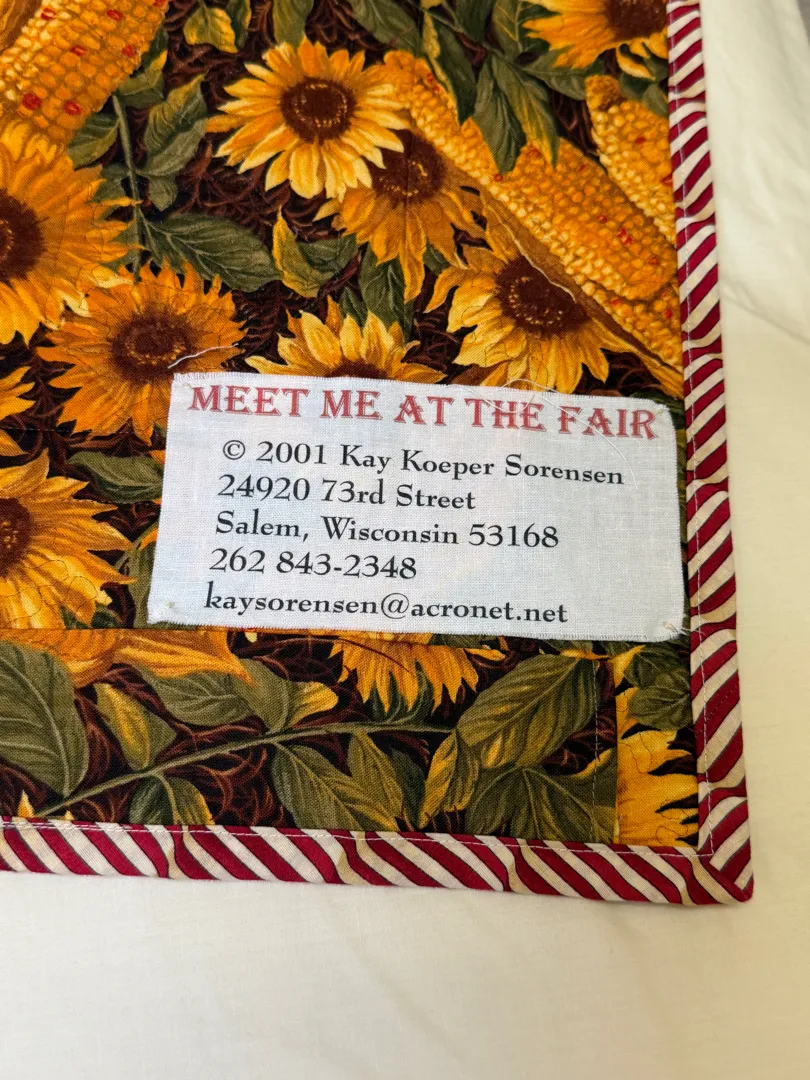 MEET ME AT THE FAIR
© 2001 Kay Koeper Sorensen
24920 73rd Street
Salem, Wisconsin 53168
262 843-2348
kaysorensen@acronet.net